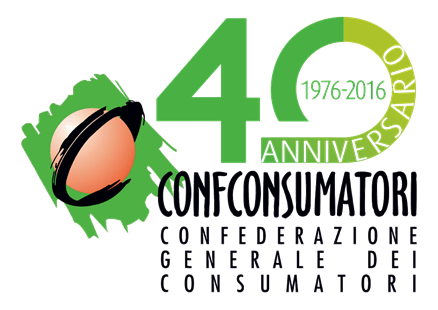 40
1976-2016
ANNIVERSARIO
CONFCONSUMATORI
CONFEDERAZIONE
GENERALE DEI
CONSUMATORI